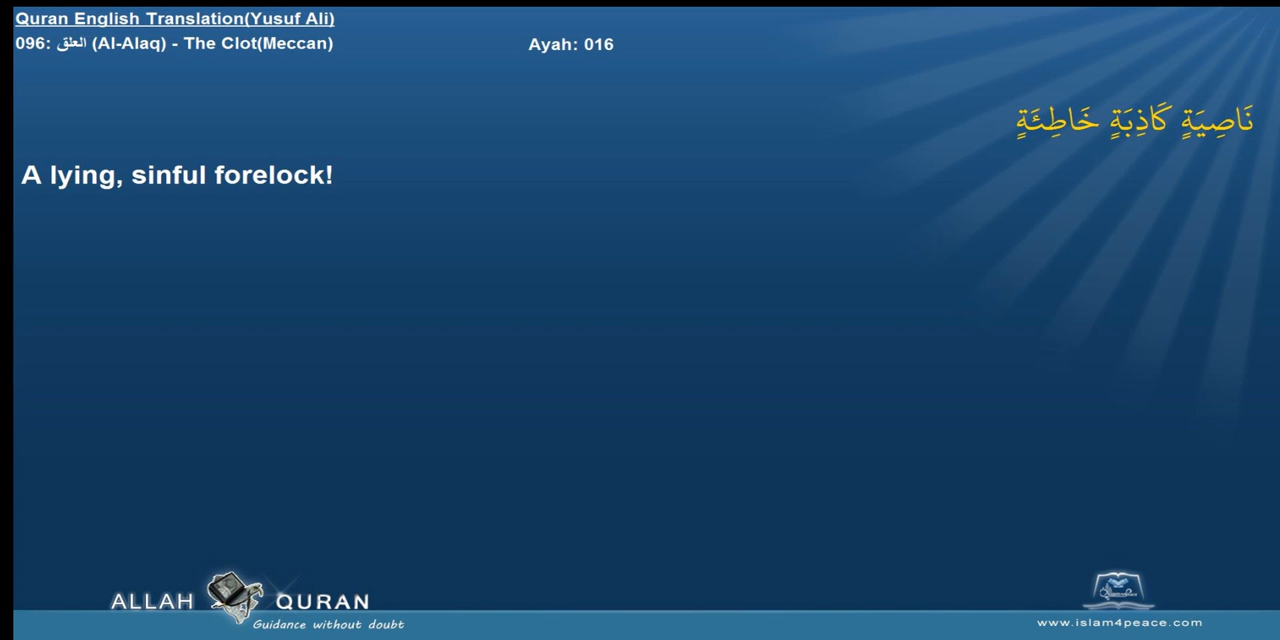 Quran English Translation(Yusuf Ali)
096: العلق (Al-Alaq) - The Clot(Meccan)
Ayah: 016
نَاصِيَةٍ كَاذِبَةٍ خَاطِئَةٍ
A lying, sinful forelock!
ALLAH QURAN
Guidance without doubt
www.islam4peace.com